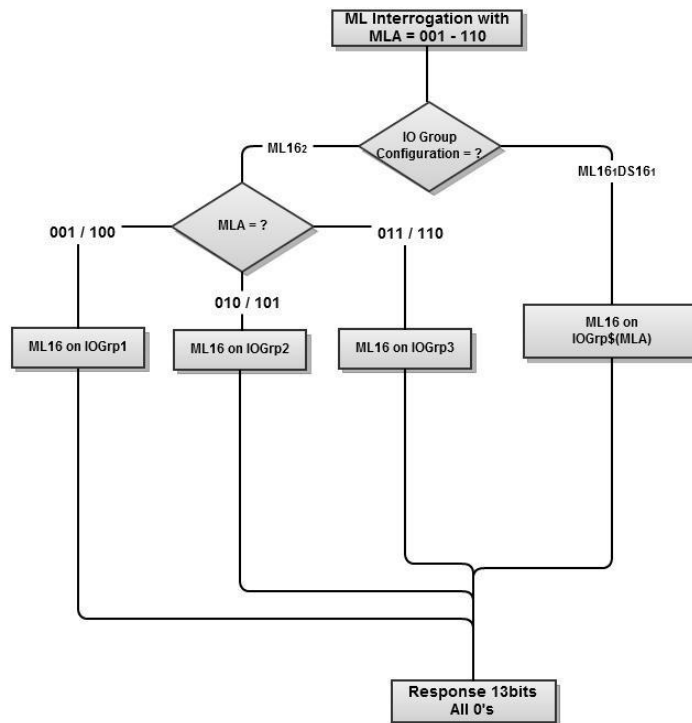 ML Interrogation with
MLA = 001 - 110
IO Group
Configuration = ?
ML16₂
ML16₁DS16₁
MLA = ?
001 / 100
011 / 110
010 / 101
ML16 on IOGrp1
ML16 on IOGrp2
ML16 on IOGrp3
ML16 on
IOGrp$(MLA)
Response 13bits
All 0's